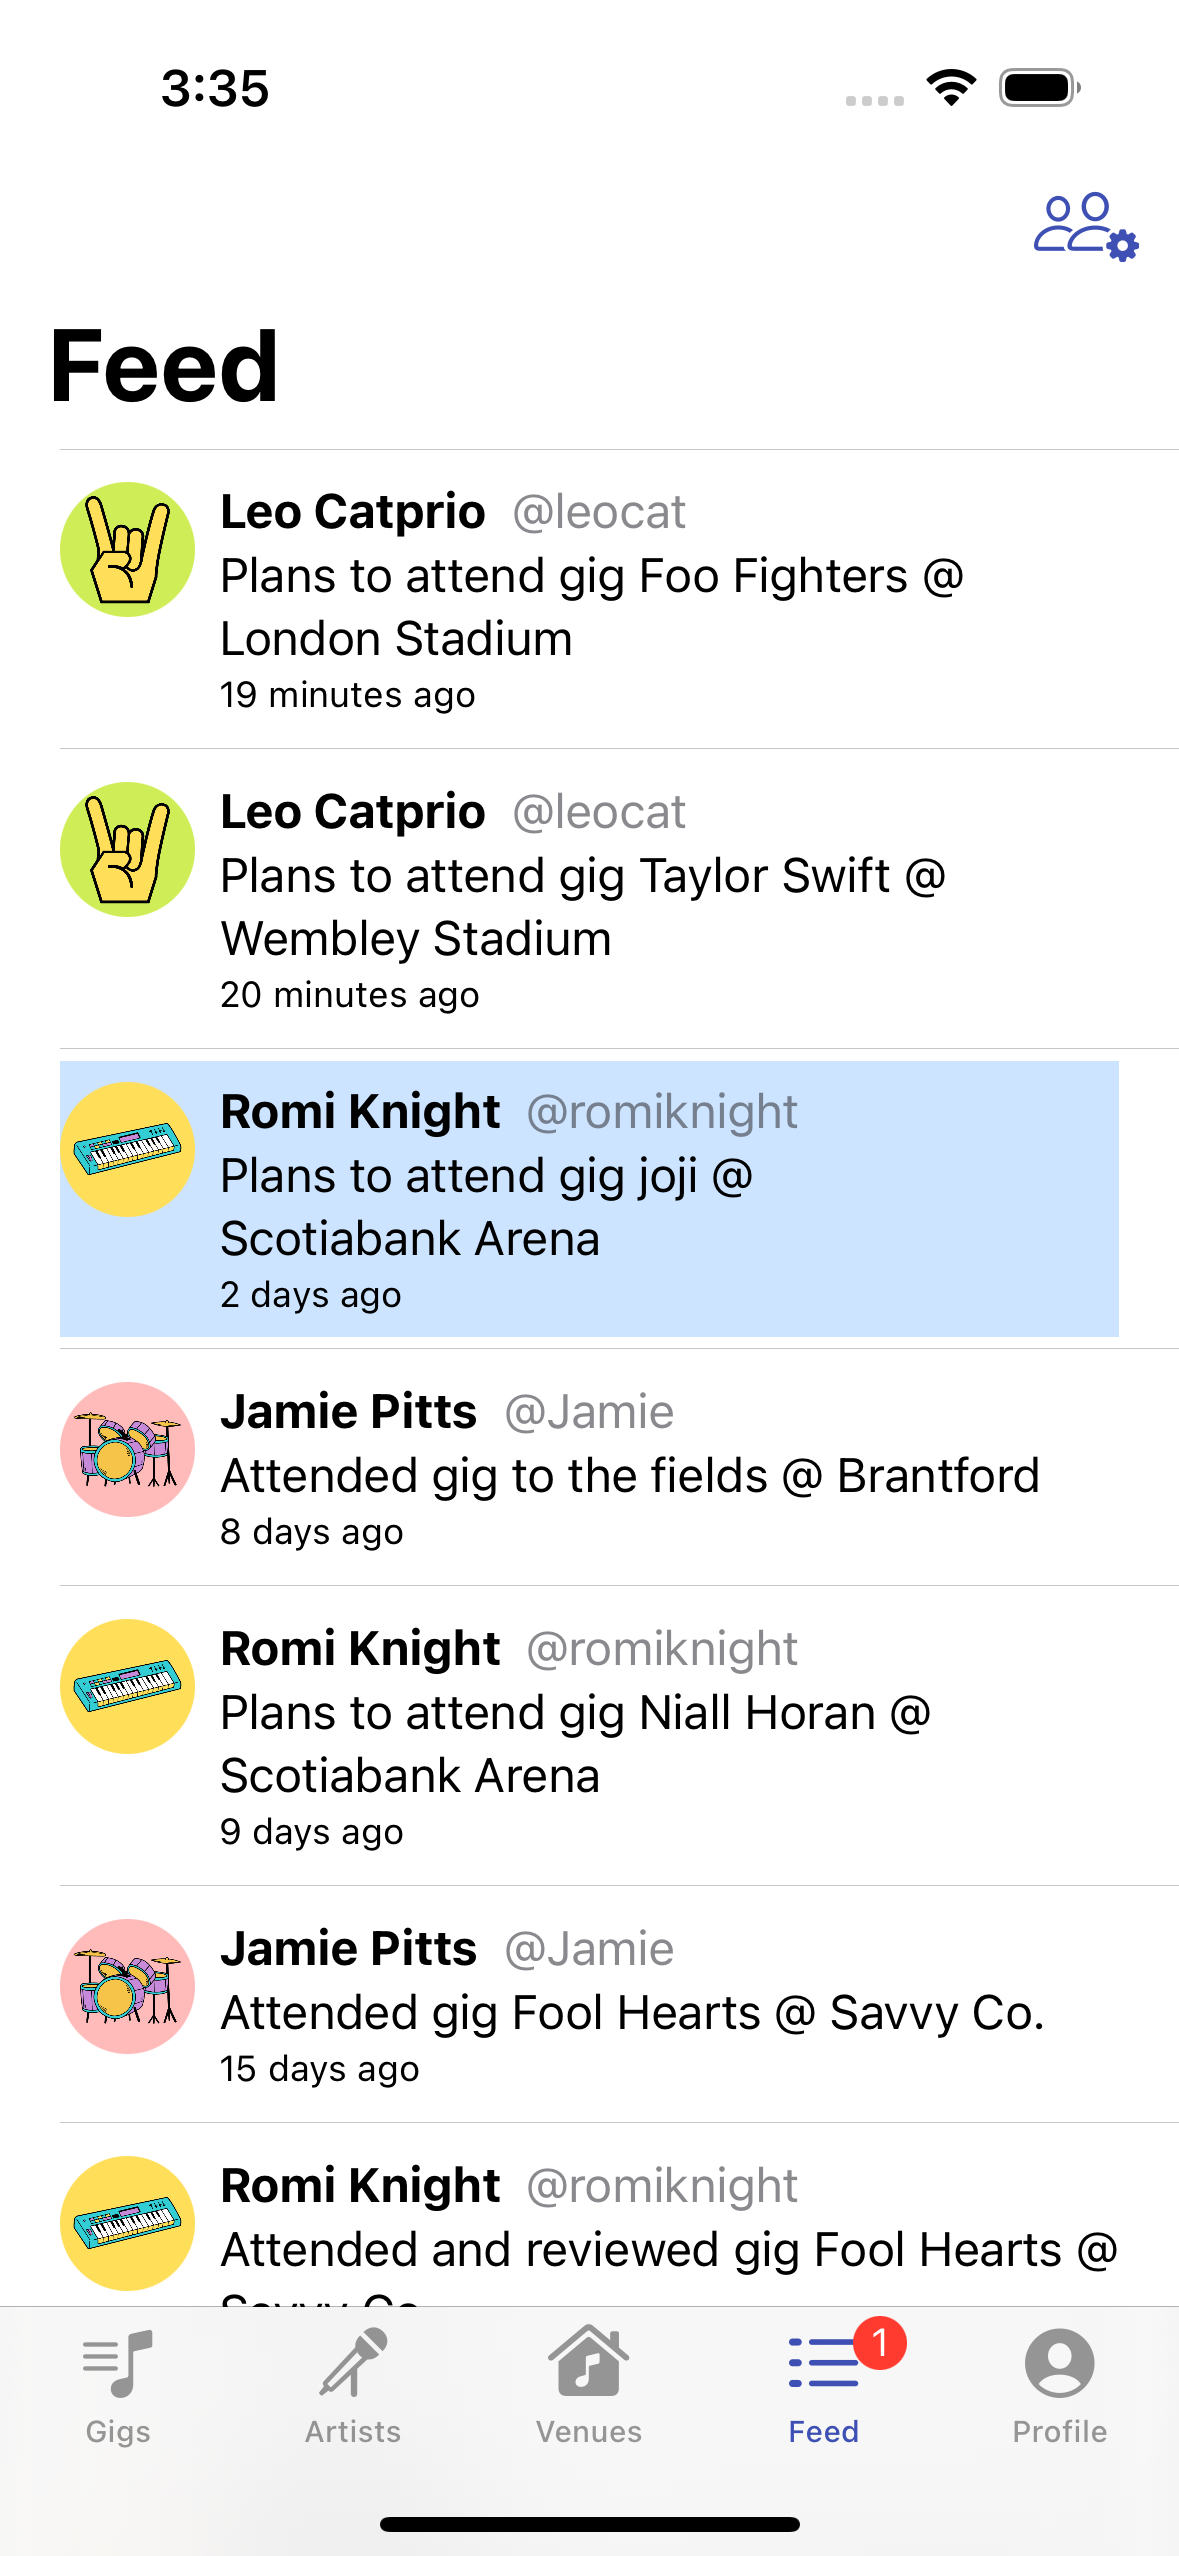 3:35
Feed
Leo Catprio @leocat
Plans to attend gig Foo Fighters @
London Stadium
19 minutes ago
Leo Catprio @leocat
Plans to attend gig Taylor Swift @
Wembley Stadium
20 minutes ago
Romi Knight @romiknight
Plans to attend gig joji @
Scotiabank Arena
2 days ago
Jamie Pitts @Jamie
Attended gig to the fields @ Brantford
8 days ago
Romi Knight @romiknight
Plans to attend gig Niall Horan @
Scotiabank Arena
9 days ago
Jamie Pitts @Jamie
Attended gig Fool Hearts @ Savvy Co.
15 days ago
Romi Knight @romiknight
Attended and reviewed gig Fool Hearts @
1
Gigs Artists Venues Feed Profile